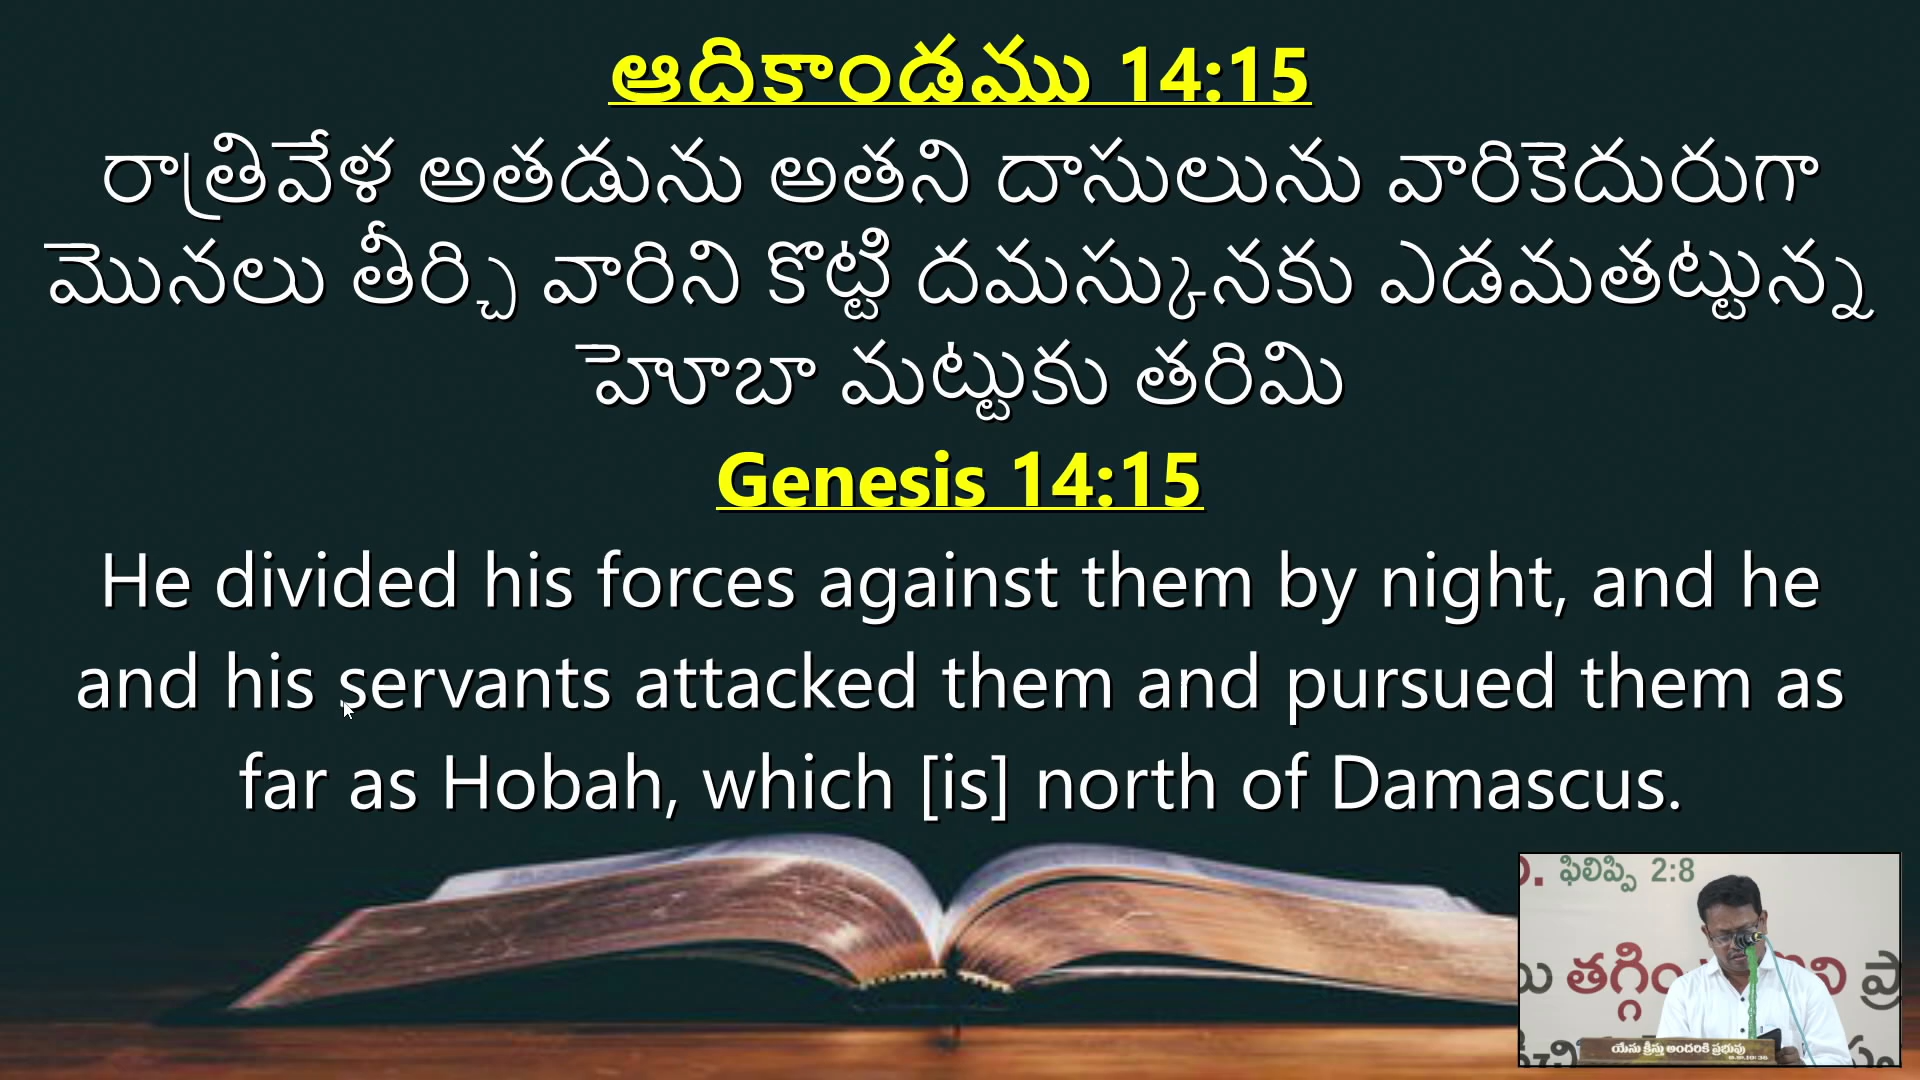 ఆదికాండము 14:15
రాత్రివేళ అతడును అతని దాసులును వారికెదురుగా
మొనలు తీర్చి వారిని కొట్టి దమస్కునకు ఎడమతట్టున్న
హెూబా మట్టుకు తరిమి
Genesis 14:15
He divided his forces against them by night, and he
and his servants attacked them and pursued them as
far as Hobah, which [is] north of Damascus.
ఫిలిప్పి 2:8
యేసు క్రీస్తు అందరికి ప్రభువు